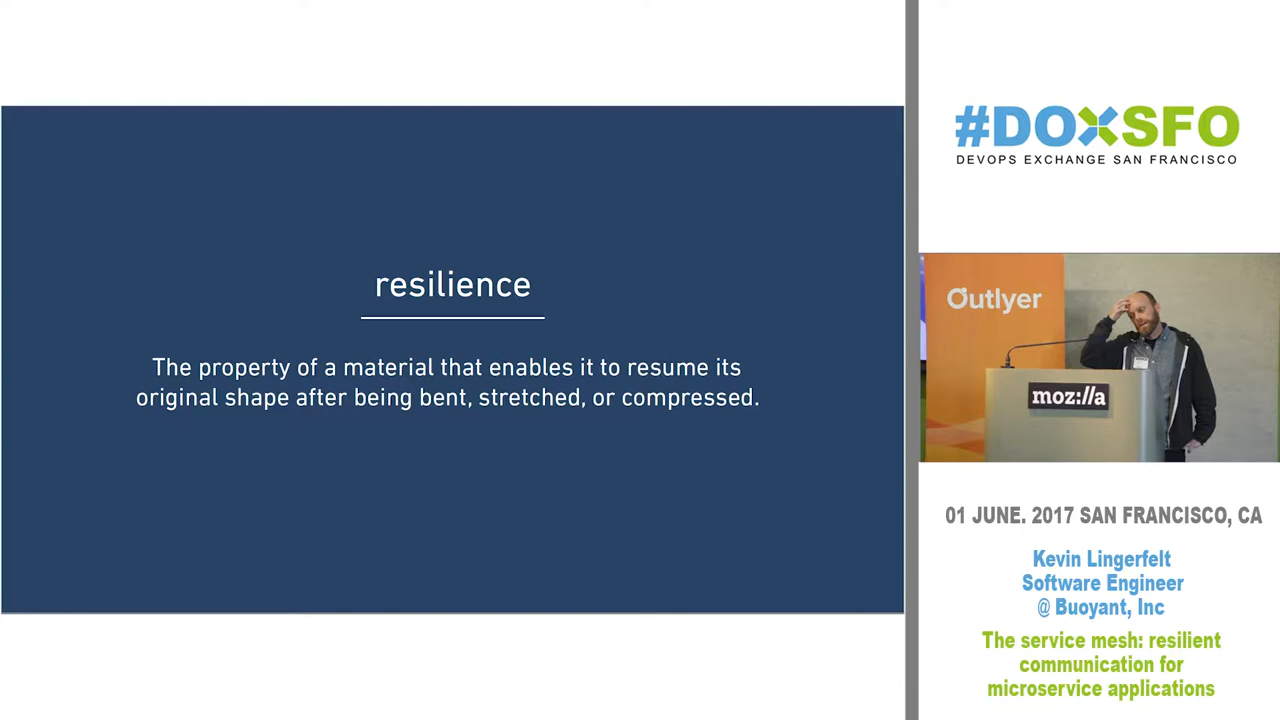 resilience
The property of a material that enables it to resume its
original shape after being bent, stretched, or compressed.
#DOXSFO
DEVOPS EXCHANGE SAN FRANCISCO
Outlyer
moz://a
01 JUNE. 2017 SAN FRANCISCO, CA
Kevin Lingerfelt
Software Engineer
@ Buoyant, Inc
The service mesh: resilient
communication for
microservice applications